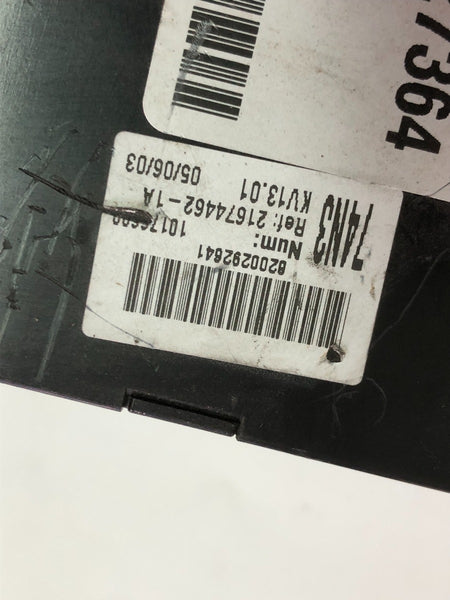 8200292641
74N3
Num:
Ref: 21674462-1A
KV13.01 05/06/03
7364